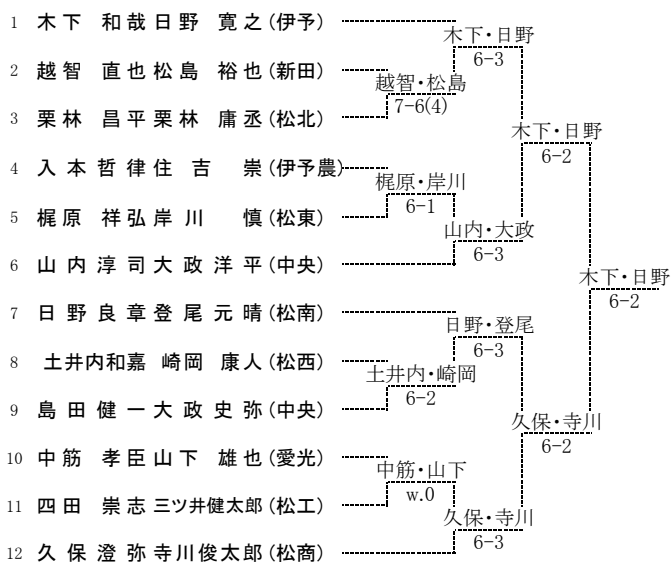 1 木下 和哉 日野 寛之 (伊予)
木下・日野
6-3
2 越智 直也 松島 裕也 (新田)
越智・松島
7-6(4)
3 栗林 昌平 栗林 庸丞 (松北)
木下・日野
6-2
4 入本哲律 住吉 崇 (伊予農)
梶原・岸川
6-1
5 梶原 祥弘 岸川 慎 (松東)
山内・大政
6-3
6 山内淳司 大政洋平 (中央)
木下・日野
6-2
7 日野良章 登尾元晴 (松南)
日野・登尾
6-3
8 土井内和嘉 崎岡 康人 (松西)
土井内・崎岡
6-2
9 島田健一 大政史弥 (中央)
久保・寺川
6-2
10 中筋 孝臣 山下 雄也 (愛光)
中筋・山下
w.0
11 四田 崇志 三ツ井健太郎 (松工)
久保・寺川
6-3
12 久保澄弥 寺川俊太郎 (松商)